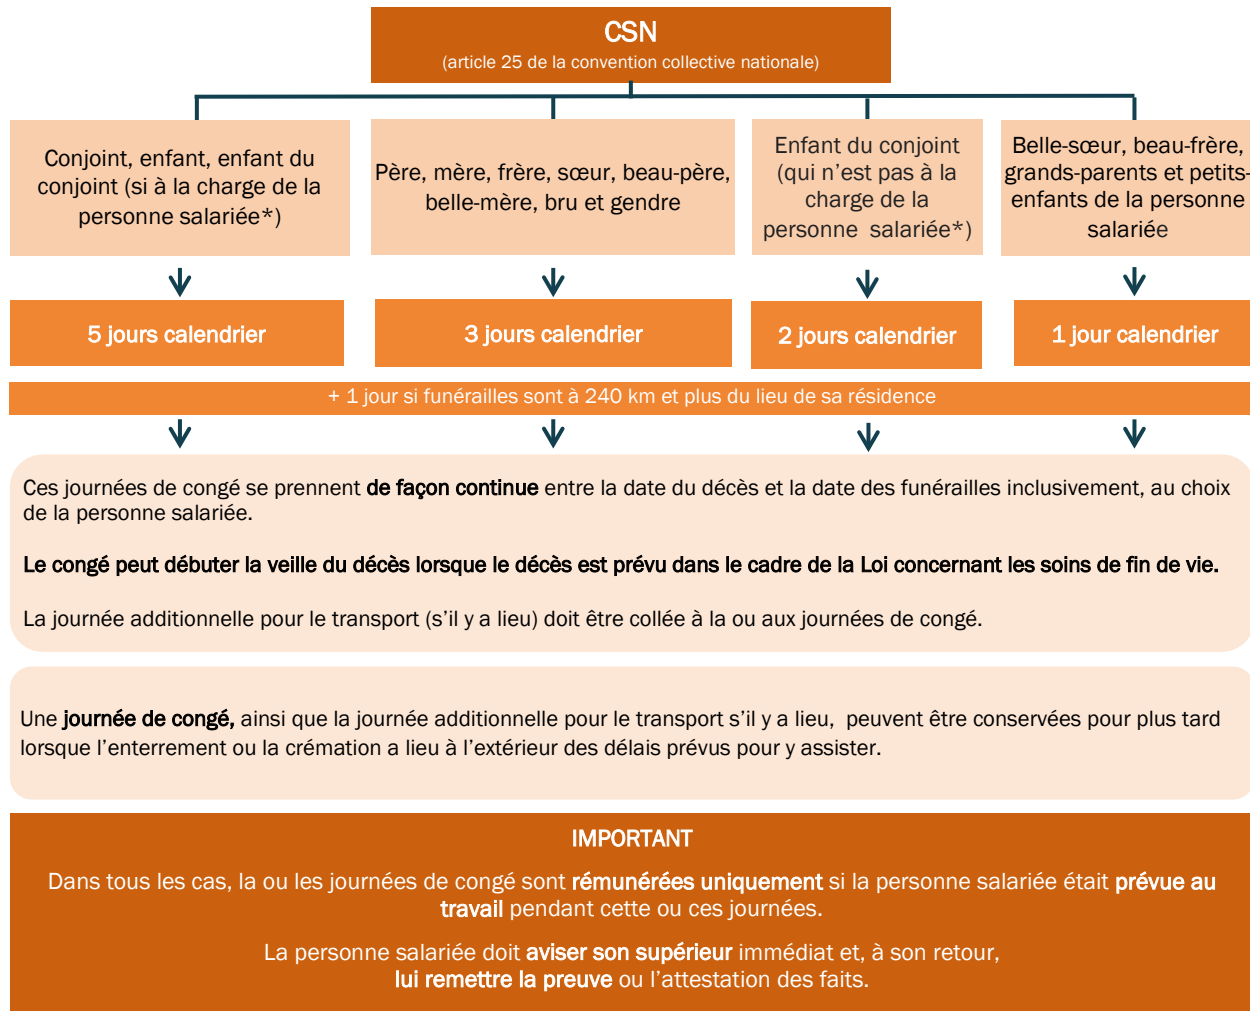 CSN
(article 25 de la convention collective nationale)
Conjoint, enfant, enfant du
conjoint (si à la charge de la
personne salariée*)
Père, mère, frère, sœur, beau-père,
belle-mère, bru et gendre
Enfant du conjoint
(qui n'est pas à la
charge de la
personne salariée*)
Belle-sœur, beau-frère,
grands-parents et petits-
enfants de la personne
salariée
5 jours calendrier
3 jours calendrier
2 jours calendrier
1 jour calendrier
+ 1 jour si funérailles sont à 240 km et plus du lieu de sa résidence
Ces journées de congé se prennent de façon continue entre la date du décès et la date des funérailles inclusivement, au choix
de la personne salariée.
Le congé peut débuter la veille du décès lorsque le décès est prévu dans le cadre de la Loi concernant les soins de fin de vie.
La journée additionnelle pour le transport (s'il y a lieu) doit être collée à la ou aux journées de congé.
Une journée de congé, ainsi que la journée additionnelle pour le transport s'il y a lieu, peuvent être conservées pour plus tard
lorsque l'enterrement ou la crémation a lieu à l'extérieur des délais prévus pour y assister.
IMPORTANT
Dans tous les cas, la ou les journées de congé sont rémunérées uniquement si la personne salariée était prévue au
travail pendant cette ou ces journées.
La personne salariée doit aviser son supérieur immédiat et, à son retour,
lui remettre la preuve ou l'attestation des faits.